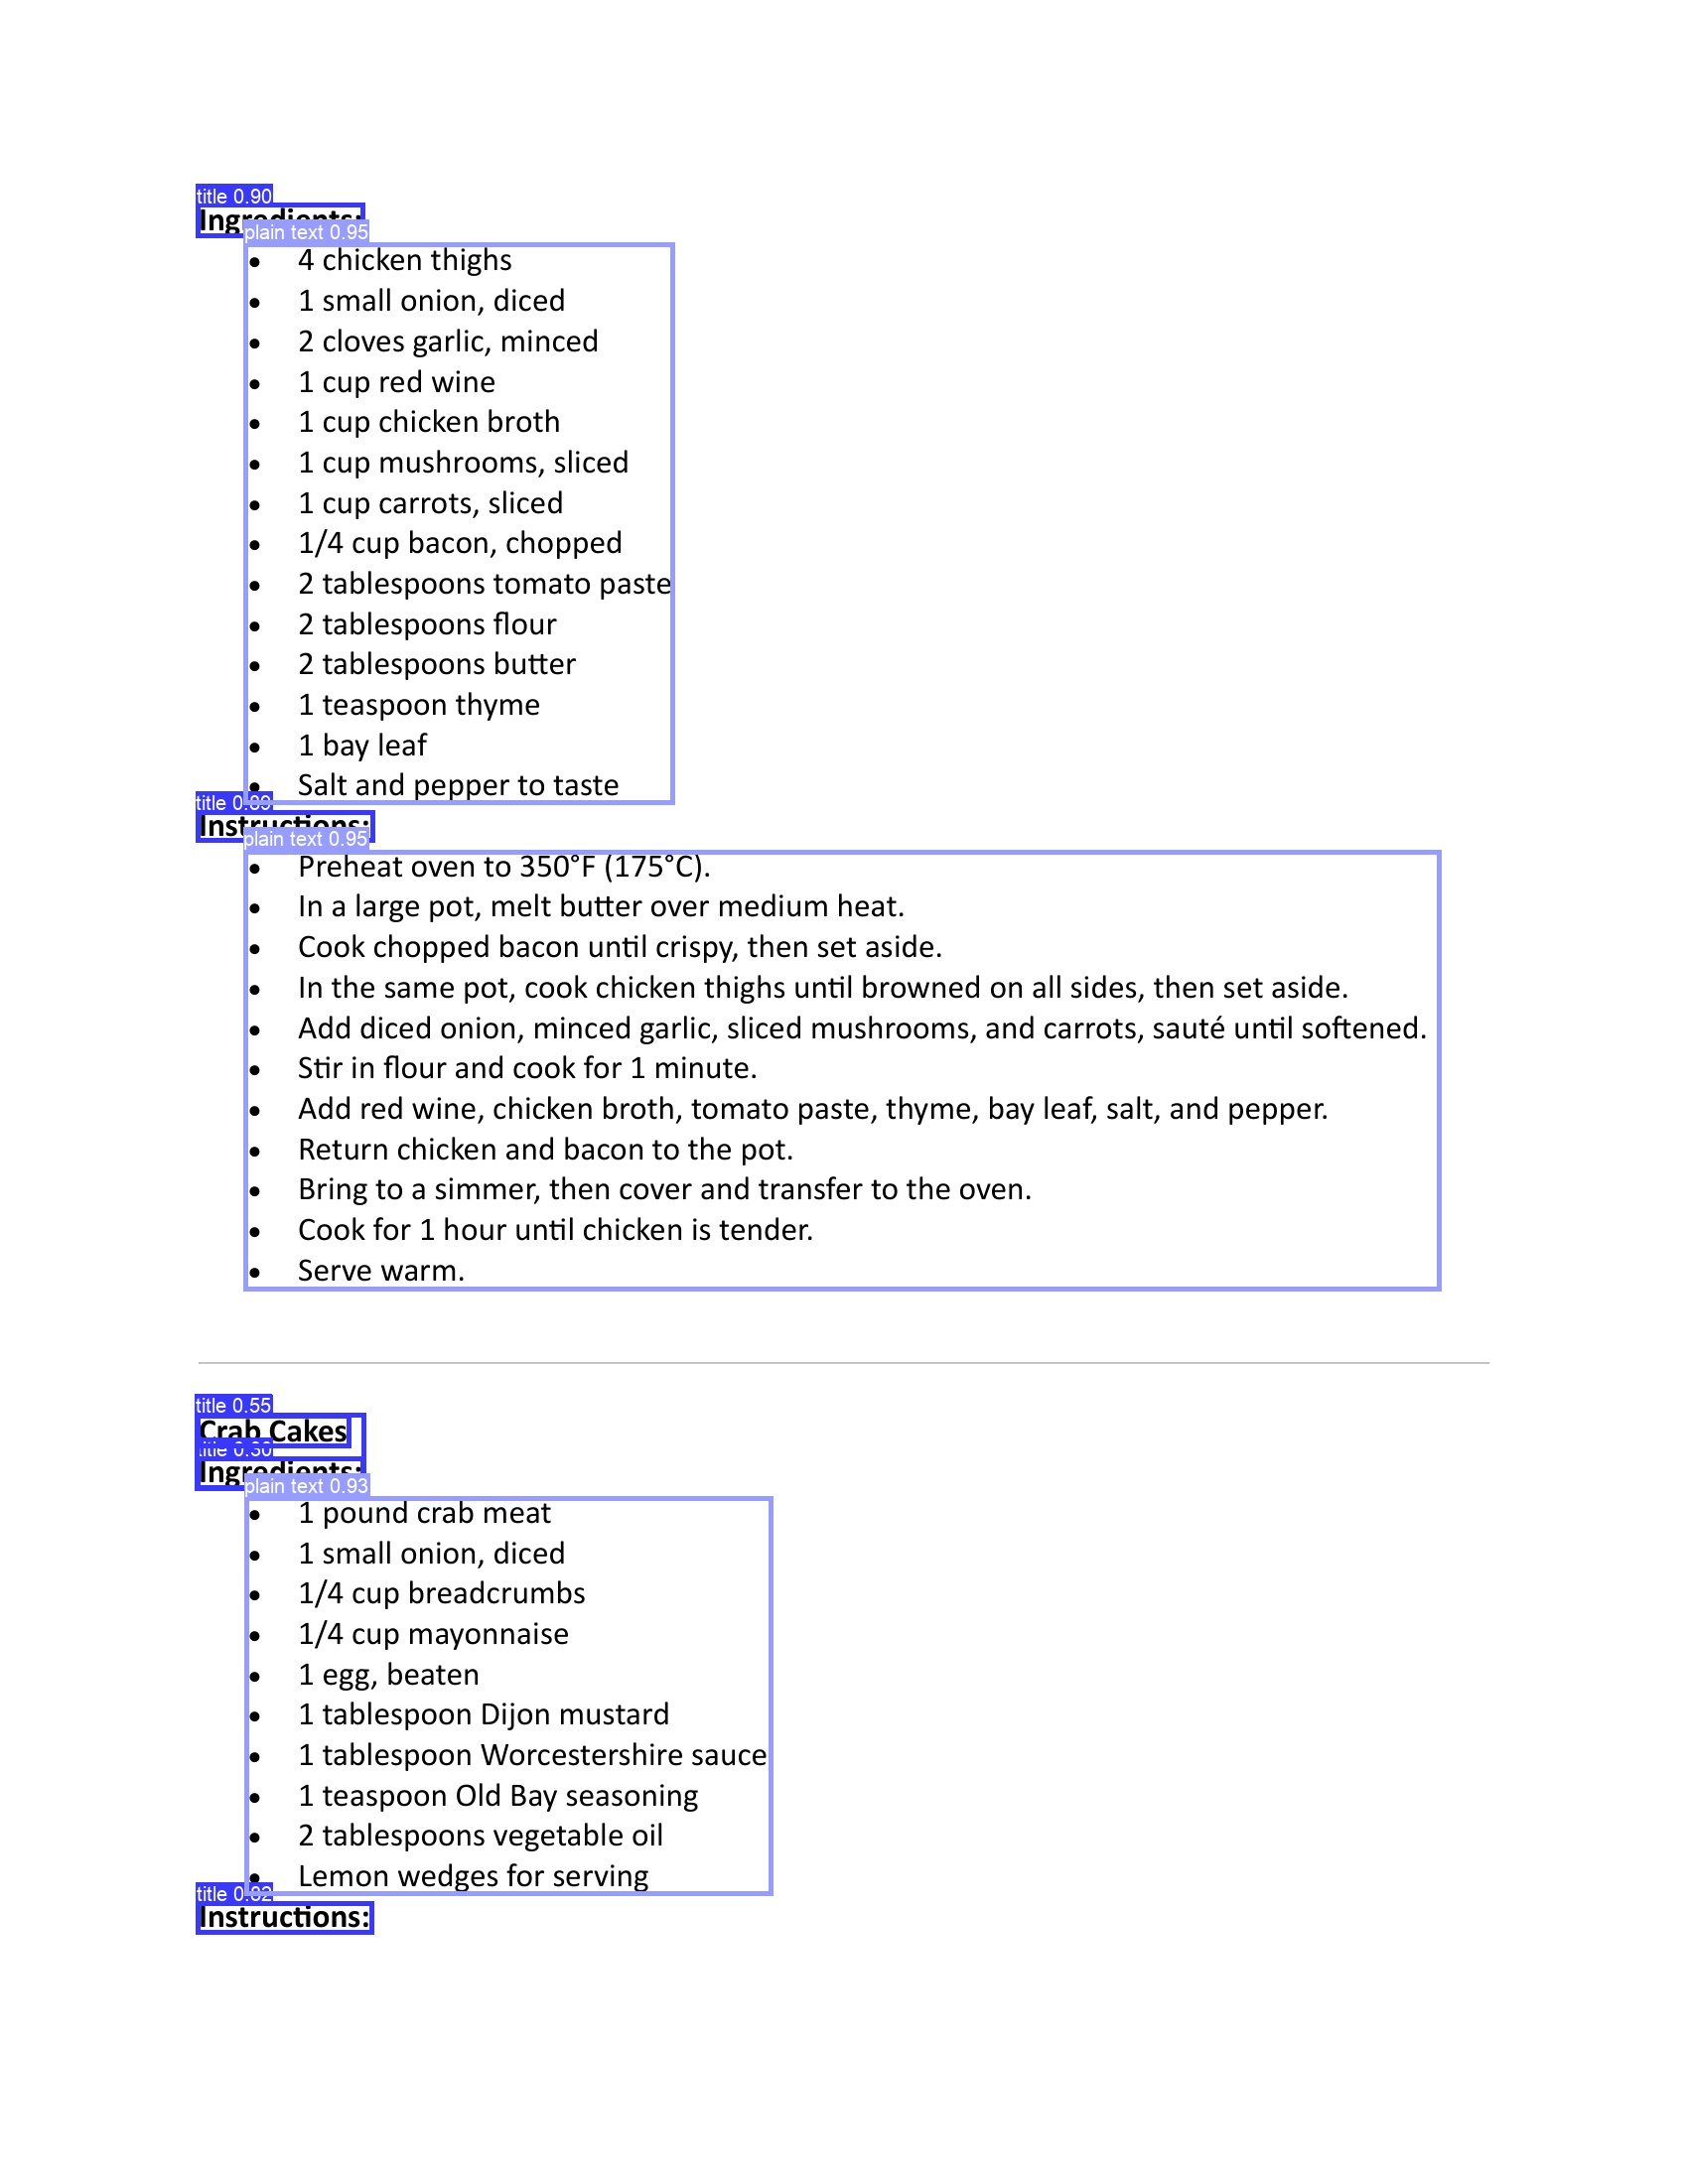 title 0.90
Ingredients:
plain text 0.95
• 4 chicken thighs
• 1 small onion, diced
• 2 cloves garlic, minced
• 1 cup red wine
• 1 cup chicken broth
• 1 cup mushrooms, sliced
• 1 cup carrots, sliced
• 1/4 cup bacon, chopped
• 2 tablespoons tomato paste
• 2 tablespoons flour
• 2 tablespoons butter
• 1 teaspoon thyme
• 1 bay leaf
• Salt and pepper to taste
title 0.89
Instructions:
plain text 0.95
• Preheat oven to 350°F (175°C).
• In a large pot, melt butter over medium heat.
• Cook chopped bacon until crispy, then set aside.
• In the same pot, cook chicken thighs until browned on all sides, then set aside.
• Add diced onion, minced garlic, sliced mushrooms, and carrots, sauté until softened.
• Stir in flour and cook for 1 minute.
• Add red wine, chicken broth, tomato paste, thyme, bay leaf, salt, and pepper.
• Return chicken and bacon to the pot.
• Bring to a simmer, then cover and transfer to the oven.
• Cook for 1 hour until chicken is tender.
• Serve warm.
title 0.55
Crab Cakes
title 0.30
Ingredients:
plain text 0.93
• 1 pound crab meat
• 1 small onion, diced
• 1/4 cup breadcrumbs
• 1/4 cup mayonnaise
• 1 egg, beaten
• 1 tablespoon Dijon mustard
• 1 tablespoon Worcestershire sauce
• 1 teaspoon Old Bay seasoning
• 2 tablespoons vegetable oil
• Lemon wedges for serving
title 0.82
Instructions: